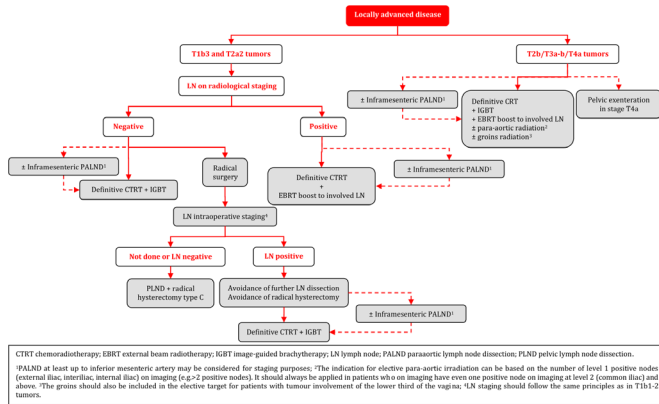 Locally advanced disease
T1b3 and T2a2 tumors
T2b/T3a-b/T4a tumors
LN on radiological staging
± Inframesenteric PALND¹
Definitive CRT
+ IGBT
+ EBRT boost to involved LN
± para-aortic radiation²
± groins radiation³
Pelvic exenteration
in stage T4a
Negative
Positive
± Inframesenteric PALND¹
Definitive CTRT + IGBT
Radical
surgery
Definitive CTRT
+
EBRT boost to involved LN
± Inframesenteric PALND¹
LN intraoperative staging⁴
Not done or LN negative
LN positive
PLND + radical
hysterectomy type C
Avoidance of further LN dissection
Avoidance of radical hysterectomy
± Inframesenteric PALND¹
Definitive CTRT + IGBT
CTRT chemoradiotherapy; EBRT external beam radiotherapy; IGBT image-guided brachytherapy; LN lymph node; PALND paraaortic lymph node dissection; PLND pelvic lymph node dissection.
¹PALND at least up to inferior mesenteric artery may be considered for staging purposes; ²The indication for elective para-aortic irradiation can be based on the number of level 1 positive nodes
(external iliac, interiliac, internal iliac) on imaging (e.g.>2 positive nodes). It should always be applied in patients who on imaging have even one positive node on imaging at level 2 (common iliac) and
above. ³The groins should also be included in the elective target for patients with tumour involvement of the lower third of the vagina; ⁴LN staging should follow the same principles as in T1b1-2
tumors.